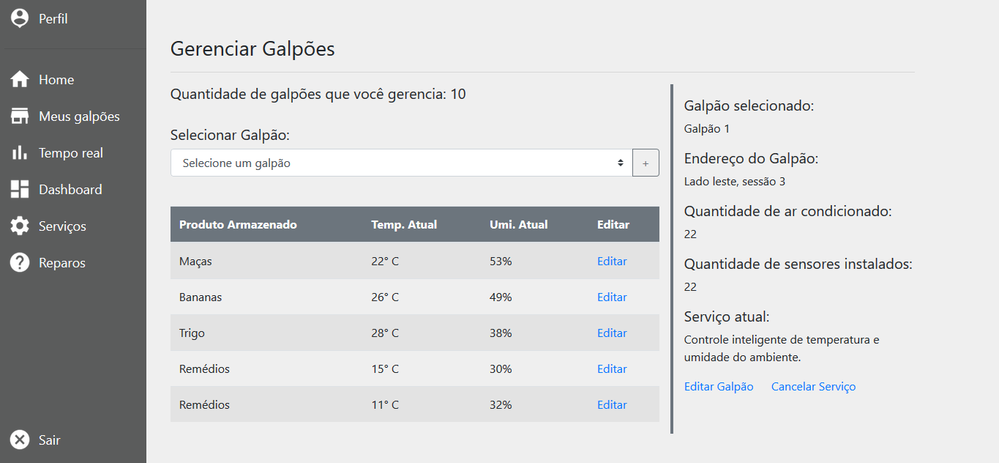 Perfil
Home
Meus galpões
Tempo real
Dashboard
Serviços
Reparos
Sair
Gerenciar Galpões
Quantidade de galpões que você gerencia: 10
Selecionar Galpão:
Selecione um galpão +
Produto Armazenado Temp. Atual Umi. Atual Editar
Maças 22° C 53% Editar
Bananas 26° C 49% Editar
Trigo 28° C 38% Editar
Remédios 15° C 30% Editar
Remédios 11° C 32% Editar
Galpão selecionado:
Galpão 1
Endereço do Galpão:
Lado leste, sessão 3
Quantidade de ar condicionado:
22
Quantidade de sensores instalados:
22
Serviço atual:
Controle inteligente de temperatura e
umidade do ambiente.
Editar Galpão Cancelar Serviço